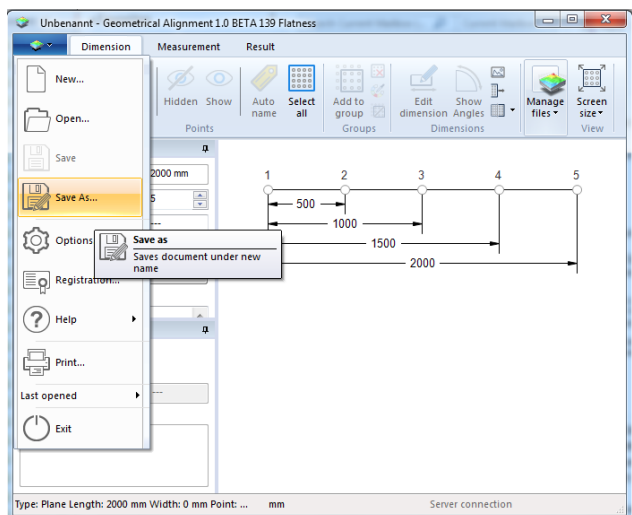 Unbenannt - Geometrical Alignment 1.0 BETA 139 Flatness
Dimension Measurement Result
New...
Open...
Save
Save As...
Options
Registration...
Help
Print...
Last opened
Exit
Save as
Saves document under new name
Hidden Show
Points
Auto name
Select all
Add to group
Groups
Edit dimension
Show Angles
Dimensions
Manage files
Screen size
View
2000 mm
5
---
---
1 2 3 4 5
500
1000
1500
2000
Type: Plane Length: 2000 mm Width: 0 mm Point: ... mm
Server connection